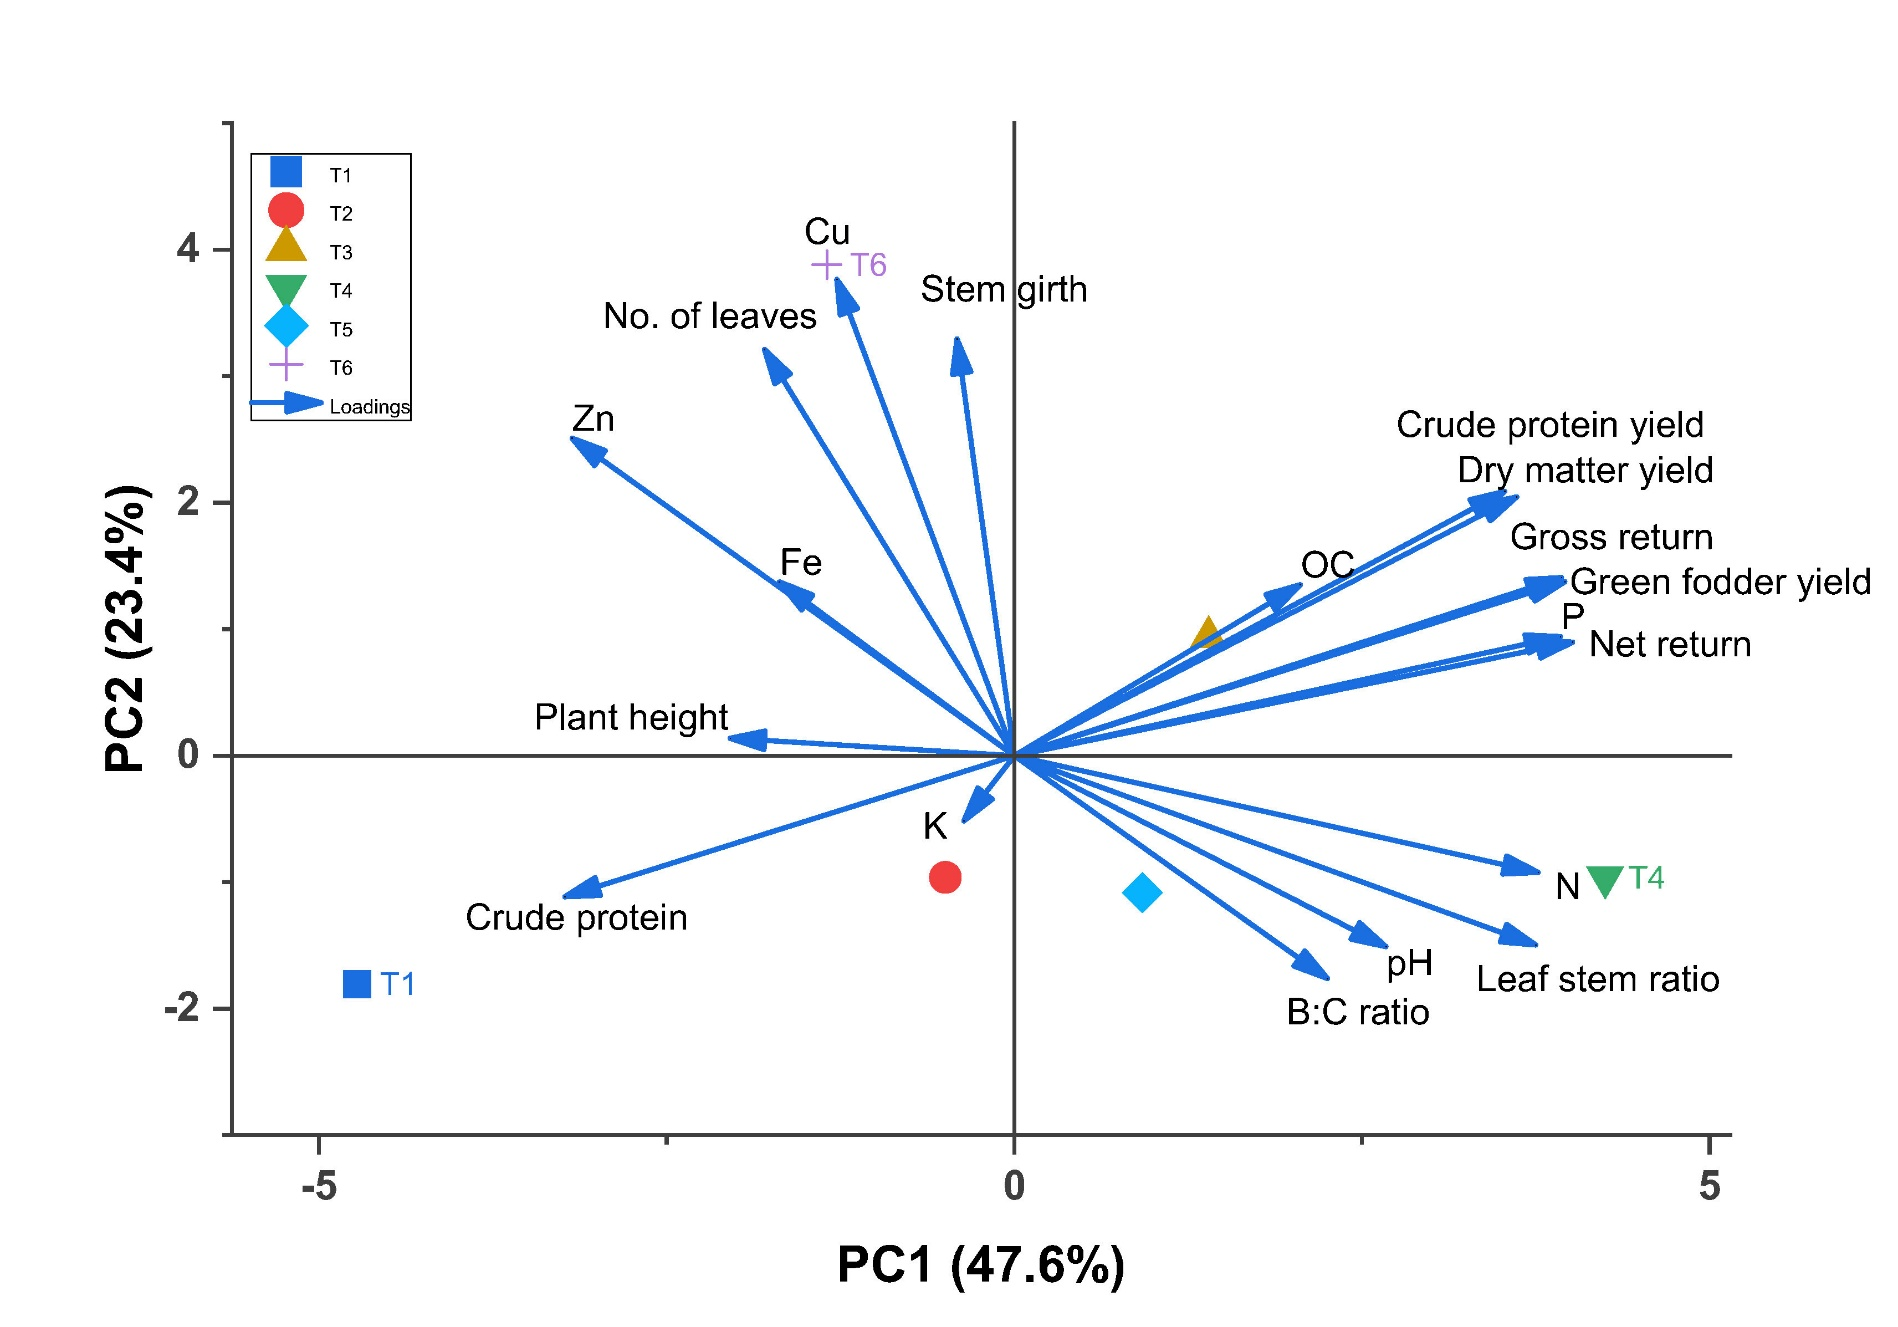 T1
T2
T3
T4
T5
T6
Loadings
Cu
T6
Stem girth
No. of leaves
Zn
Crude protein yield
Dry matter yield
Gross return
Fe
OC
Green fodder yield
P
Net return
Plant height
K
N
T4
Crude protein
pH
Leaf stem ratio
T1
B:C ratio
4
2
0
-2
PC2 (23.4%)
-5
0
5
PC1 (47.6%)